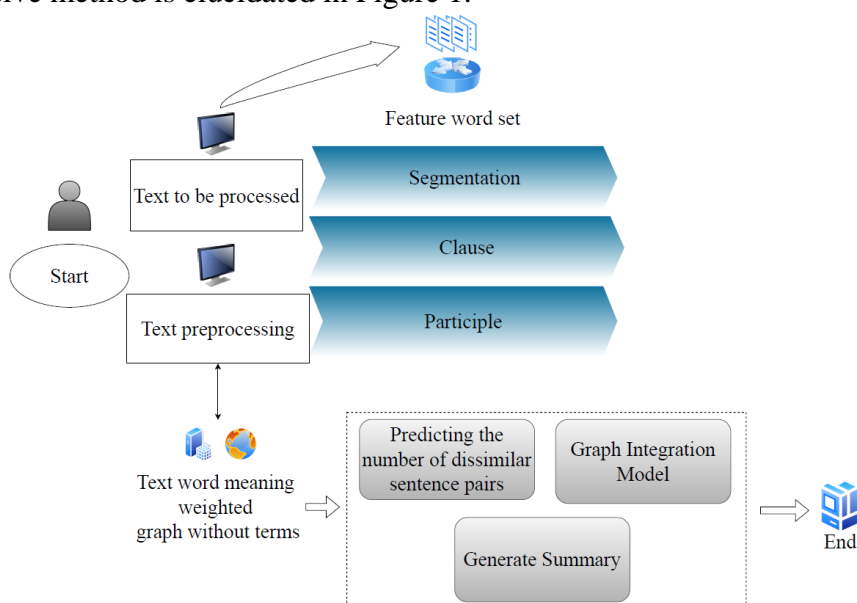 ive method is elucidated in Figure 1.
Feature word set
Text to be processed
Segmentation
Clause
Start
Text preprocessing
Participle
Text word meaning
weighted
graph without terms
Predicting the
number of dissimilar
sentence pairs
Graph Integration
Model
Generate Summary
End